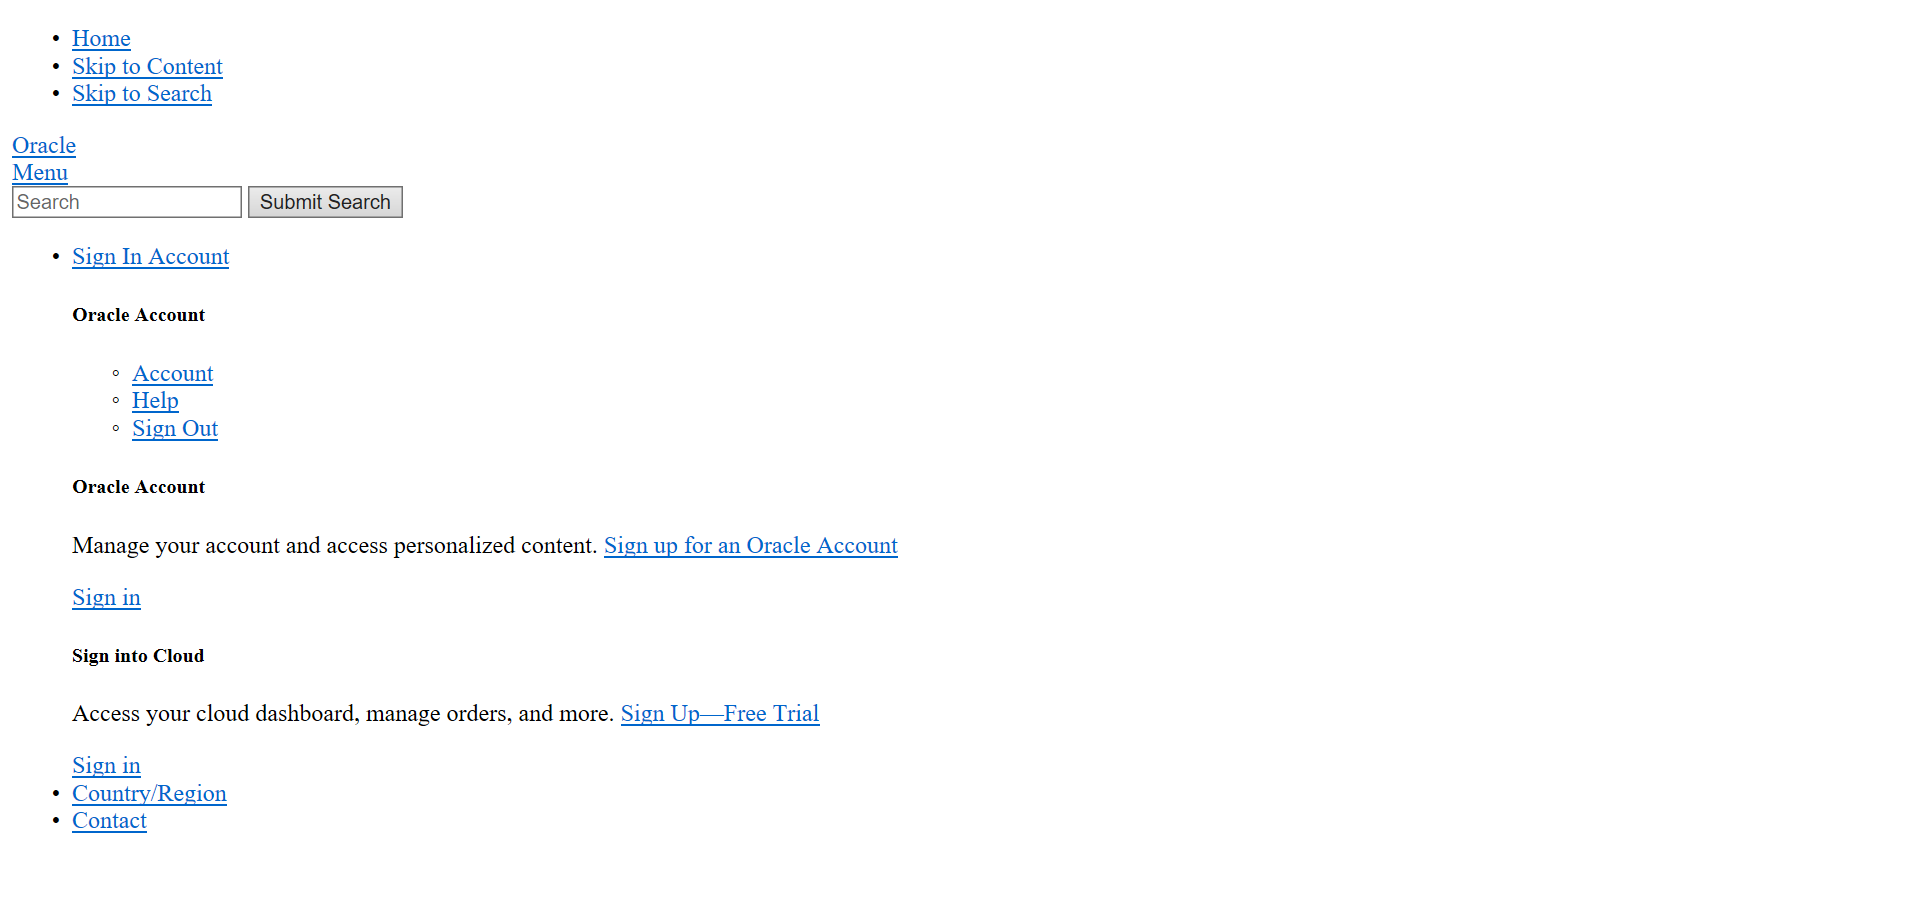 Home
Skip to Content
Skip to Search
Oracle
Menu
Search Submit Search
Sign In Account
Oracle Account
Account
Help
Sign Out
Oracle Account
Manage your account and access personalized content. Sign up for an Oracle Account
Sign in
Sign into Cloud
Access your cloud dashboard, manage orders, and more. Sign Up—Free Trial
Sign in
Country/Region
Contact